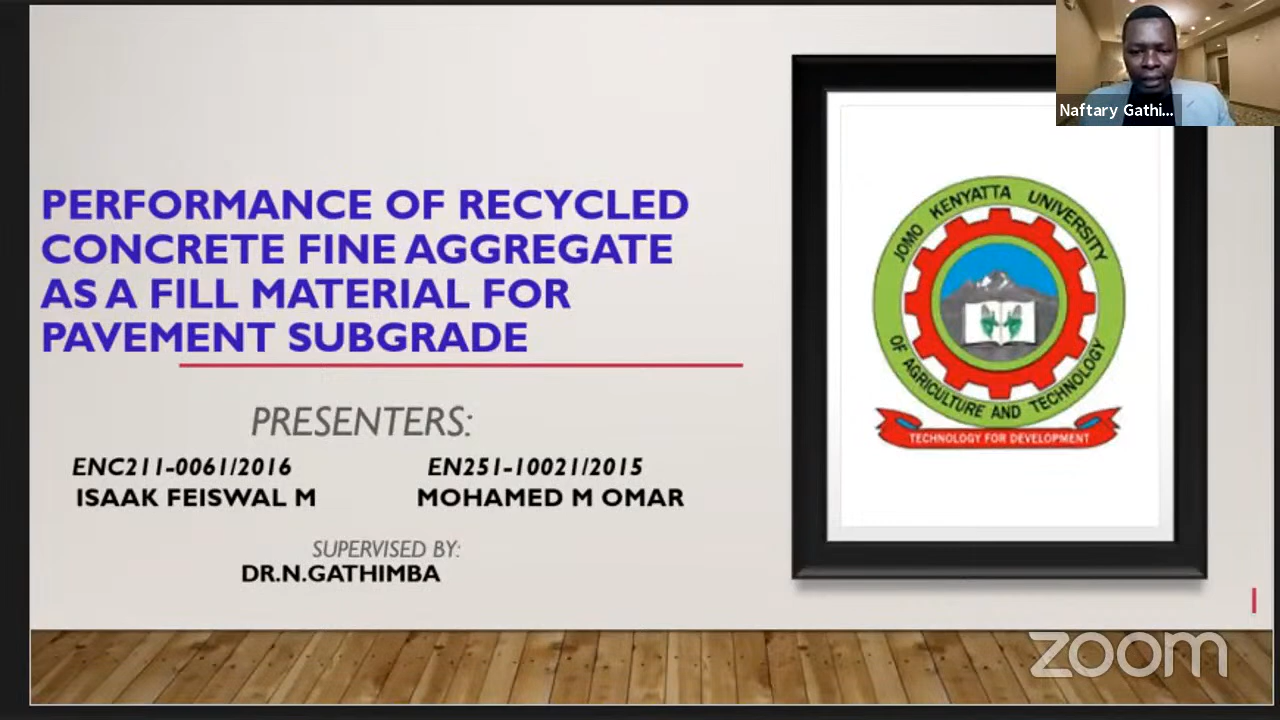 Naftary Gathi...
PERFORMANCE OF RECYCLED
CONCRETE FINE AGGREGATE
AS A FILL MATERIAL FOR
PAVEMENT SUBGRADE
PRESENTERS:
ENC211-0061/2016
EN251-10021/2015
ISAAK FEISWAL M
MOHAMED M OMAR
SUPERVISED BY:
DR.N.GATHIMBA
JOMO KENYATTA UNIVERSITY
OF AGRICULTURE AND TECHNOLOGY
TECHNOLOGY FOR DEVELOPMENT
zoom